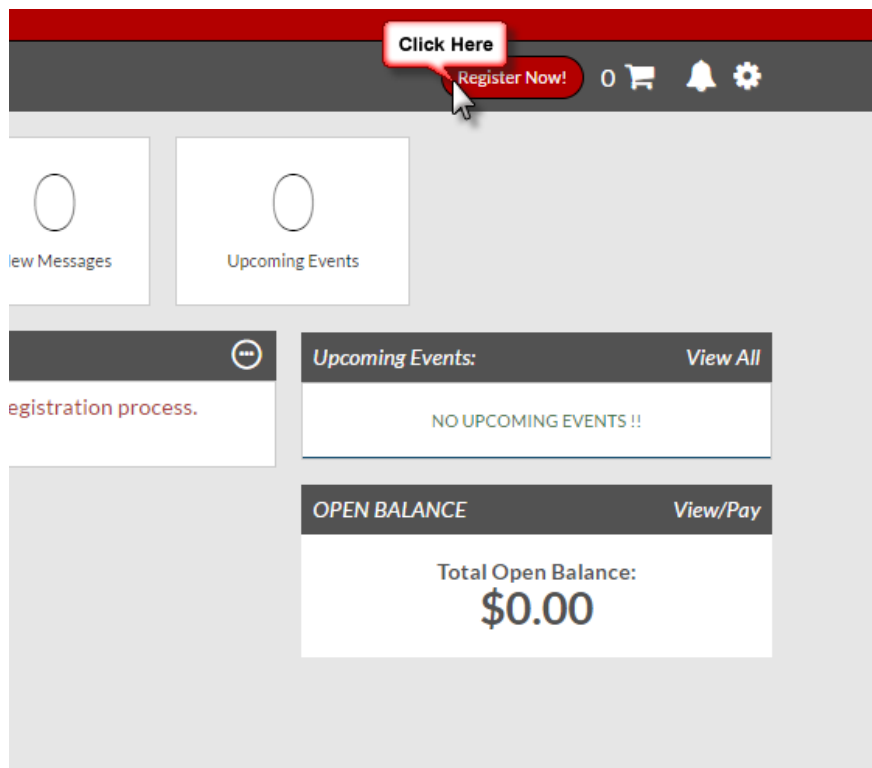 Click Here
Register Now!
0
0
0
ew Messages
Upcoming Events
Upcoming Events:
View All
egistration process.
NO UPCOMING EVENTS !!
OPEN BALANCE
View/Pay
Total Open Balance:
$0.00